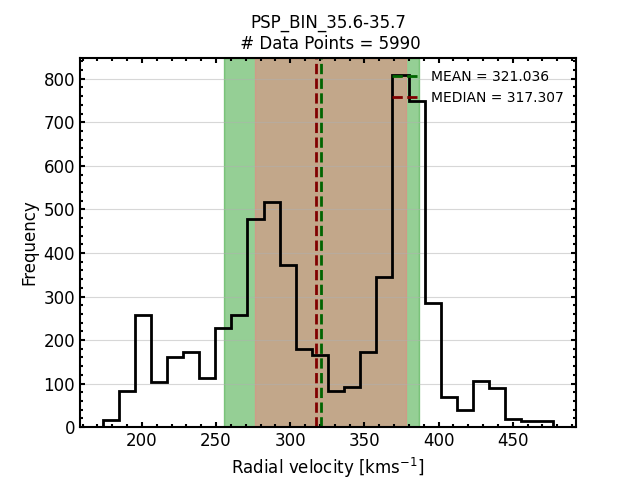 PSP_BIN_35.6-35.7
# Data Points = 5990
MEAN = 321.036
MEDIAN = 317.307
Frequency
800
700
600
500
400
300
200
100
0
200 250 300 350 400 450
Radial velocity [kms⁻¹]